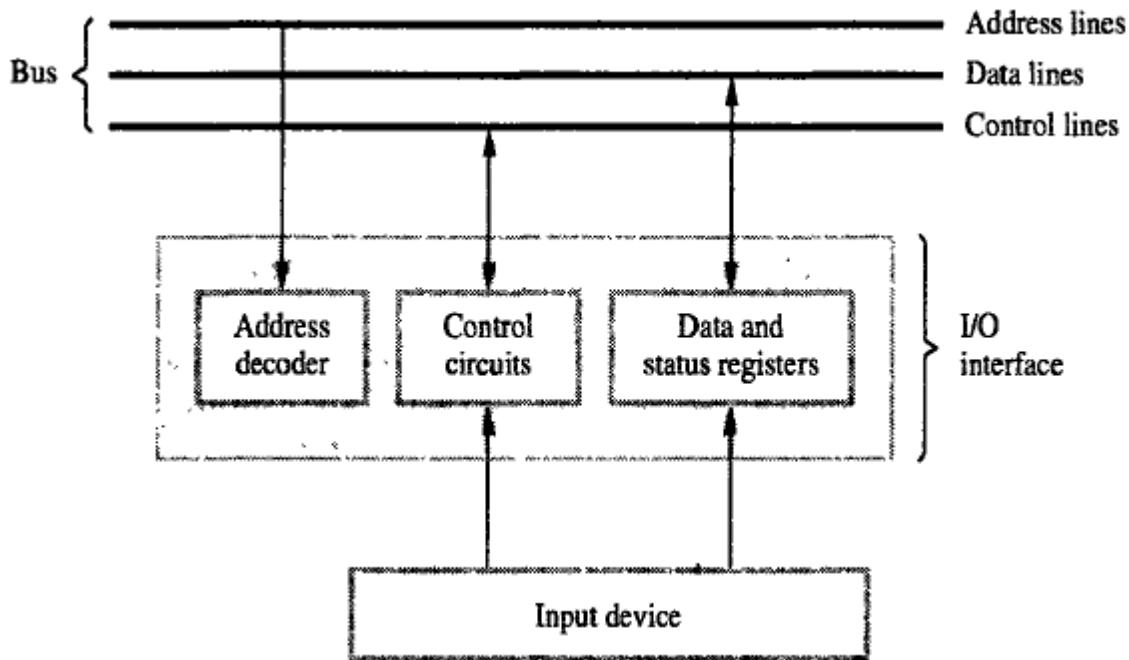 Address lines
Bus
Data lines
Control lines
Address
decoder
Control
circuits
Data and
status registers
I/O
interface
Input device